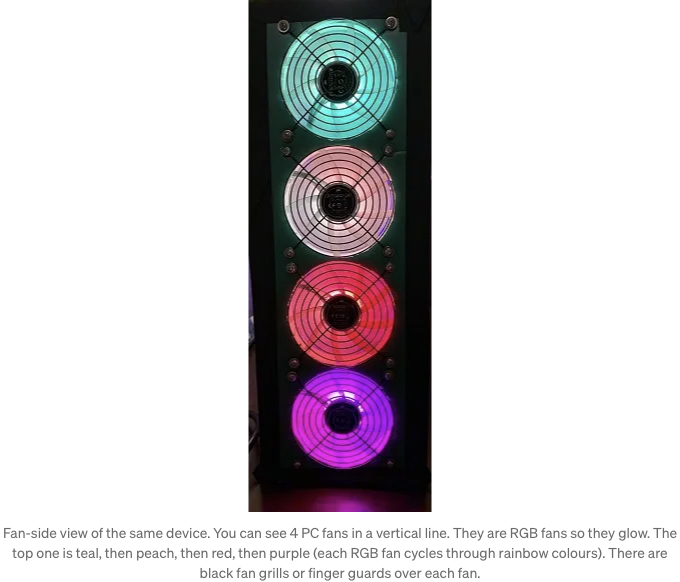 Fan-side view of the same device. You can see 4 PC fans in a vertical line. They are RGB fans so they glow. The
top one is teal, then peach, then red, then purple (each RGB fan cycles through rainbow colours). There are
black fan grills or finger guards over each fan.